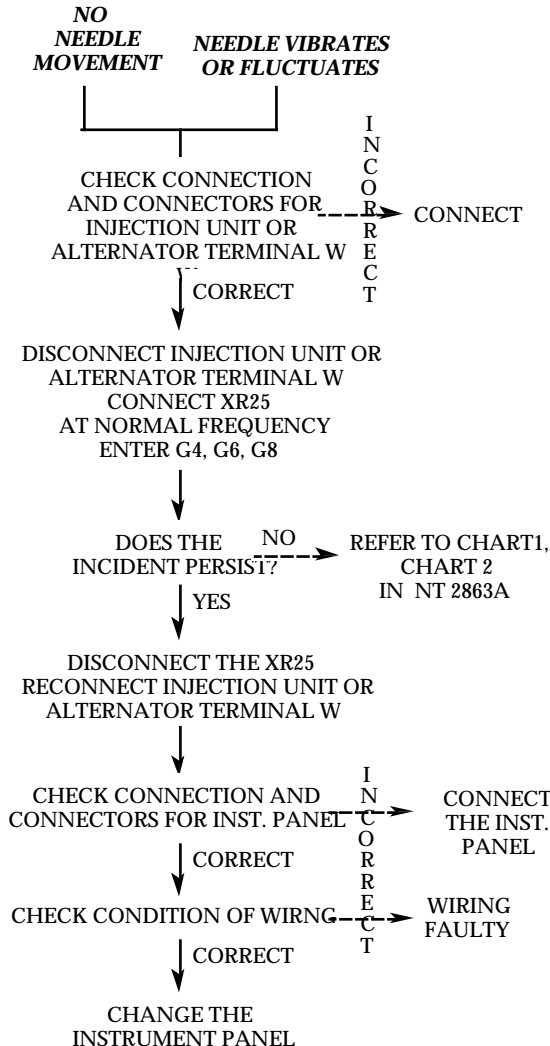 NO
NEEDLE
MOVEMENT
NEEDLE VIBRATES
OR FLUCTUATES
CHECK CONNECTION
AND CONNECTORS FOR
INJECTION UNIT OR
ALTERNATOR TERMINAL W
INCORRECT
CONNECT
CORRECT
DISCONNECT INJECTION UNIT OR
ALTERNATOR TERMINAL W
CONNECT XR25
AT NORMAL FREQUENCY
ENTER G4, G6, G8
DOES THE
INCIDENT PERSIST?
NO
REFER TO CHART1,
CHART 2
IN NT 2863A
YES
DISCONNECT THE XR25
RECONNECT INJECTION UNIT OR
ALTERNATOR TERMINAL W
CHECK CONNECTION AND
CONNECTORS FOR INST. PANEL
INCORRECT
CONNECT
THE INST.
PANEL
CORRECT
CHECK CONDITION OF WIRNG
WIRING
FAULTY
CORRECT
CHANGE THE
INSTRUMENT PANEL